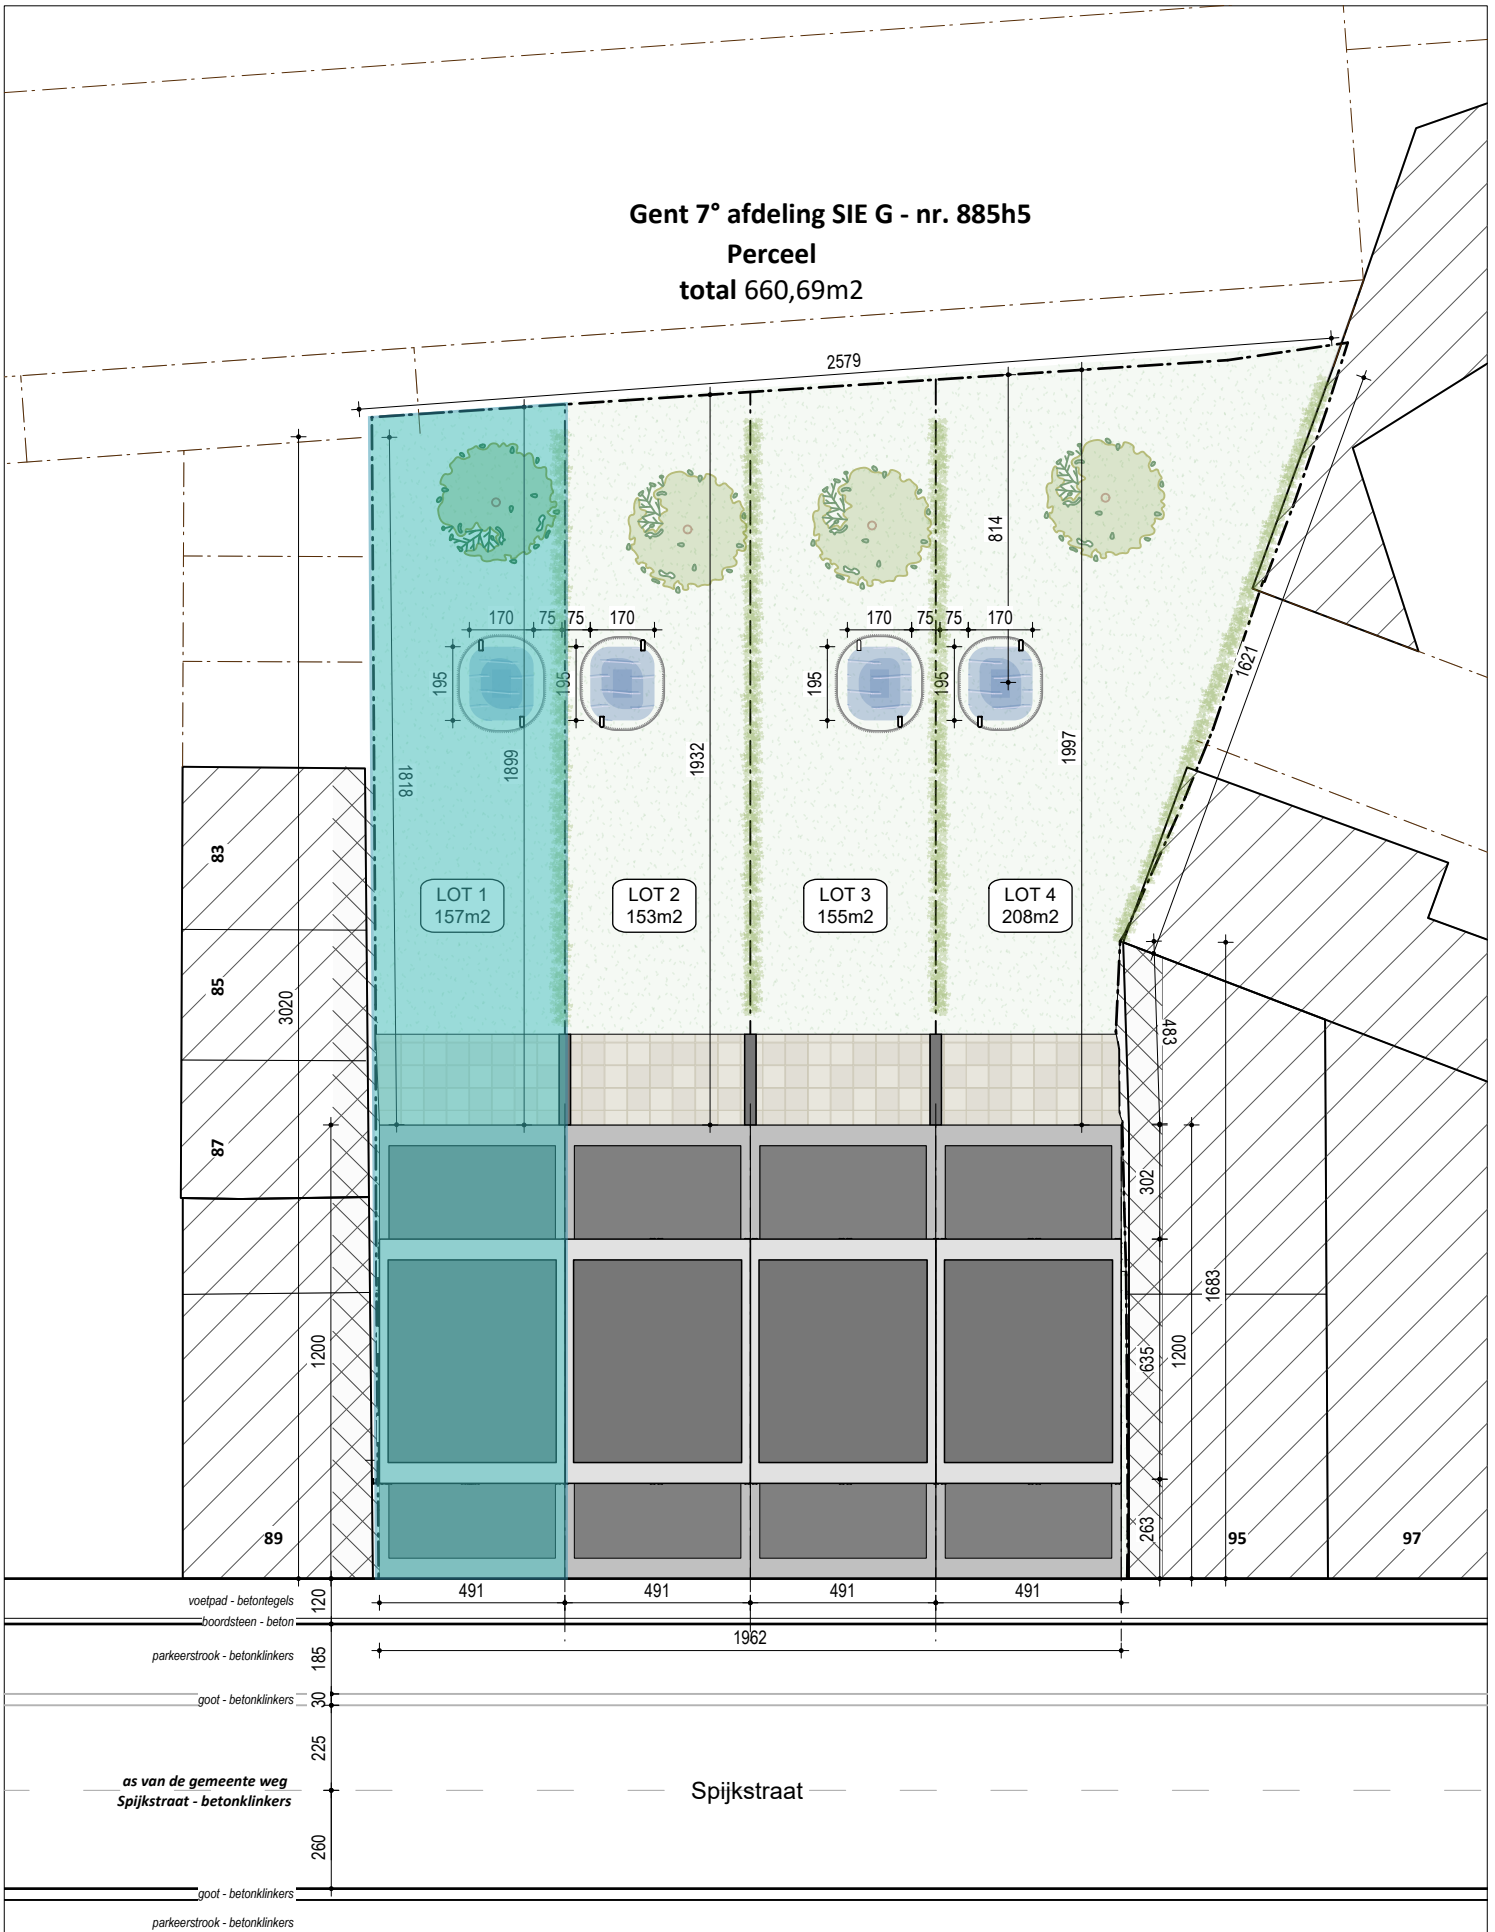 Gent 7° afdeling SIE G - nr. 885h5
Perceel
total 660,69m2
2579
814
170 75 75 170
170 75 75 170
195
195
195
195
1621
1818
1899
1932
1997
83
LOT 1
157m2
LOT 2
153m2
LOT 3
155m2
LOT 4
208m2
85
3020
483
87
302
1683
1200
635
1200
263
89
95
97
491
491
491
491
voetpad - betontegels
120
boordsteen - beton
1962
parkeerstrook - betonklinkers
185
goot - betonklinkers
30
225
as van de gemeente weg
Spijkstraat - betonklinkers
Spijkstraat
260
goot - betonklinkers
parkeerstrook - betonklinkers